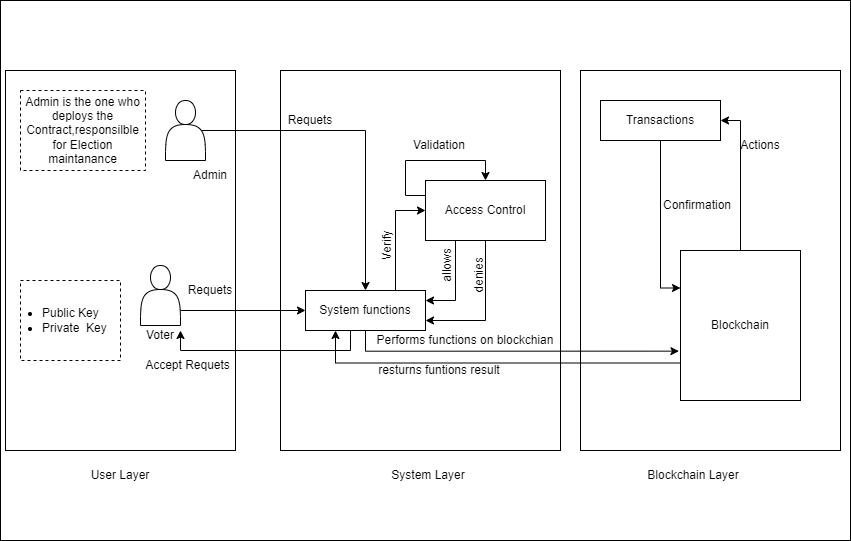 Admin is the one who
deploys the
Contract,responsilble
for Election
maintanance
Admin
Requets
Validation
Access Control
Verify
allows
denies
Transactions
Actions
Confirmation
Public Key
Private Key
Voter
Requets
System functions
Accept Requets
Performs functions on blockchian
resturns funtions result
Blockchain
User Layer
System Layer
Blockchain Layer